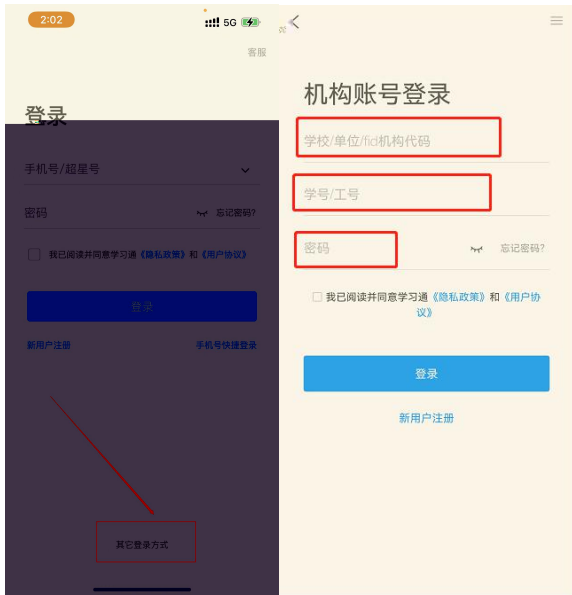 2:02
5G
客服
登录
手机号/超星号
密码
忘记密码?
我已阅读并同意学习通《隐私政策》和《用户协议》
登录
新用户注册
手机号快捷登录
其它登录方式
机构账号登录
学校/单位/fid机构代码
学号/工号
密码
忘记密码?
我已阅读并同意学习通《隐私政策》和《用户协
议》
登录
新用户注册